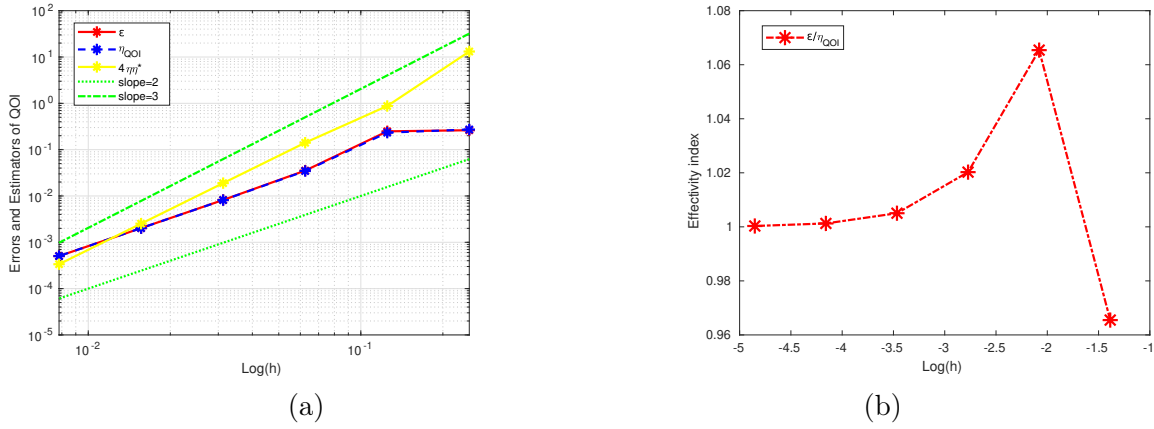 10^2
10^1
10^0
10^-1
10^-2
10^-3
10^-4
10^-5
Errors and Estimators of QOI
ε
η_QOI
4 ηη*
slope=2
slope=3
10^-2
10^-1
Log(h)
(a)
1.08
1.06
1.04
1.02
1
0.98
0.96
Effectivity index
ε/η_QOI
-5
-4.5
-4
-3.5
-3
-2.5
-2
-1.5
-1
Log(h)
(b)